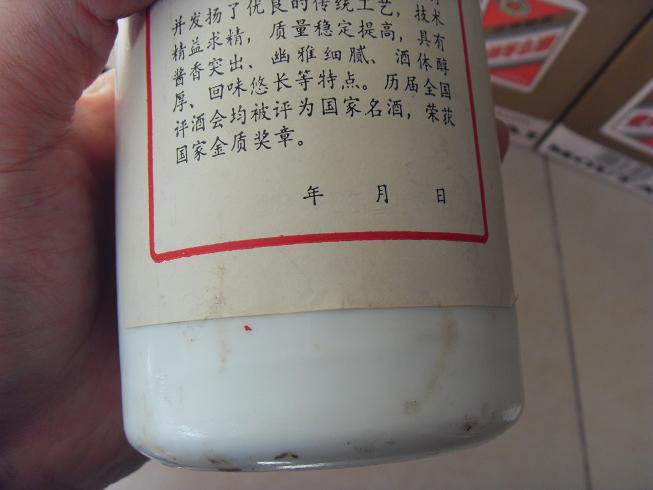 并发扬了优良的传统工艺，技术
精益求精，质量稳定提高，具有
酱香突出、幽雅细腻、酒体醇
厚、回味悠长等特点。历届全国
评酒会均被评为国家名酒，荣获
国家金质奖章。
年 月 日